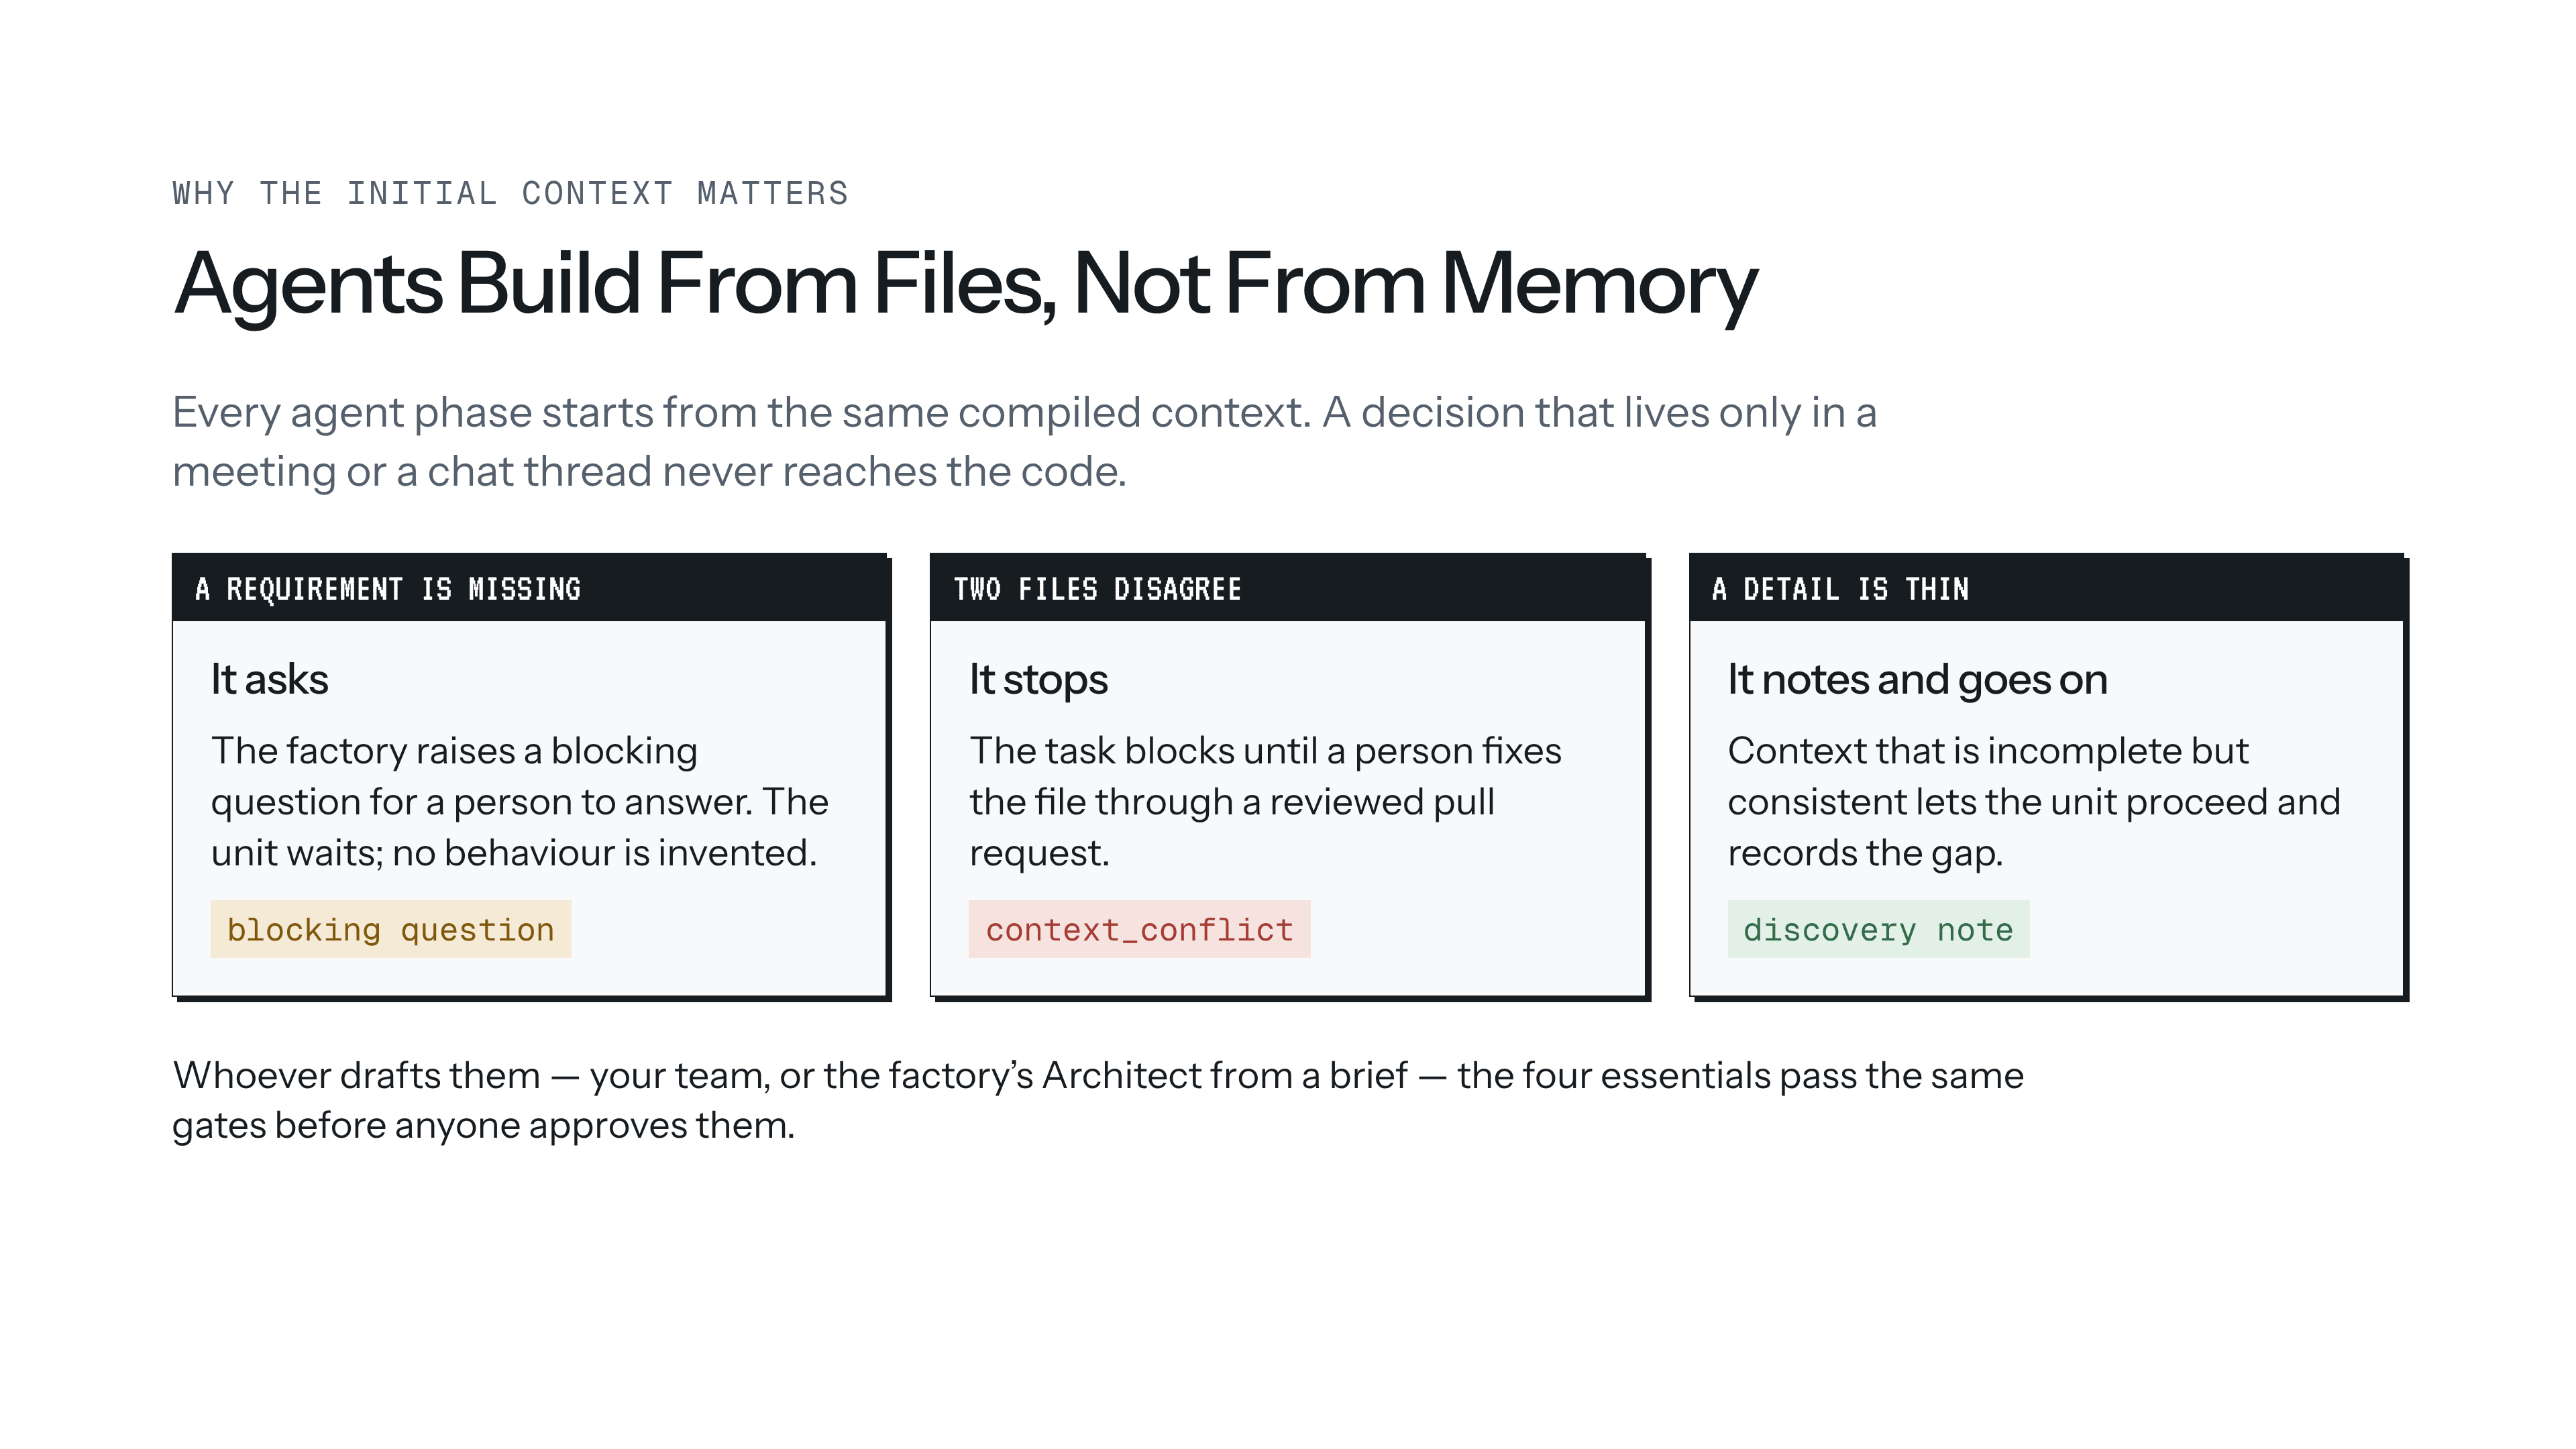 WHY THE INITIAL CONTEXT MATTERS
Agents Build From Files, Not From Memory
Every agent phase starts from the same compiled context. A decision that lives only in a
meeting or a chat thread never reaches the code.
A REQUIREMENT IS MISSING
It asks
The factory raises a blocking
question for a person to answer. The
unit waits; no behaviour is invented.
blocking question
TWO FILES DISAGREE
It stops
The task blocks until a person fixes
the file through a reviewed pull
request.
context_conflict
A DETAIL IS THIN
It notes and goes on
Context that is incomplete but
consistent lets the unit proceed and
records the gap.
discovery note
Whoever drafts them — your team, or the factory’s Architect from a brief — the four essentials pass the same
gates before anyone approves them.